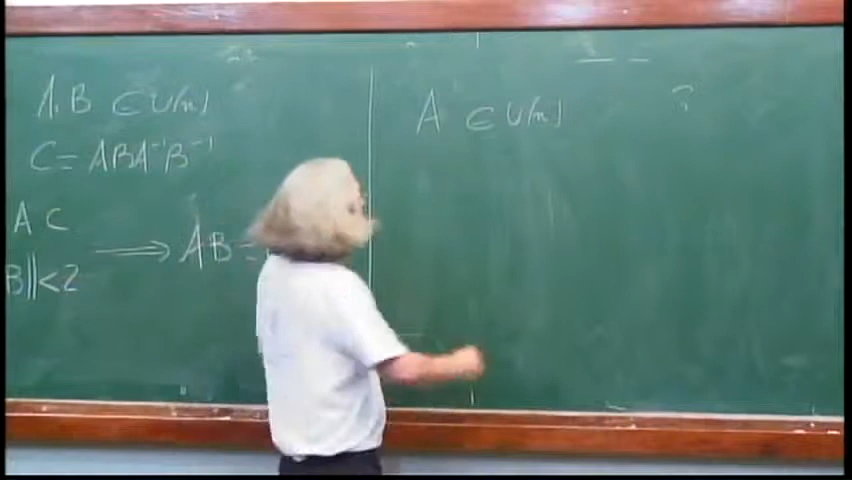 A, B ∈ U(n)
C = ABA⁻¹B⁻¹
A C
B‖<2 ⟹ AB =
A ∈ U(n) ?